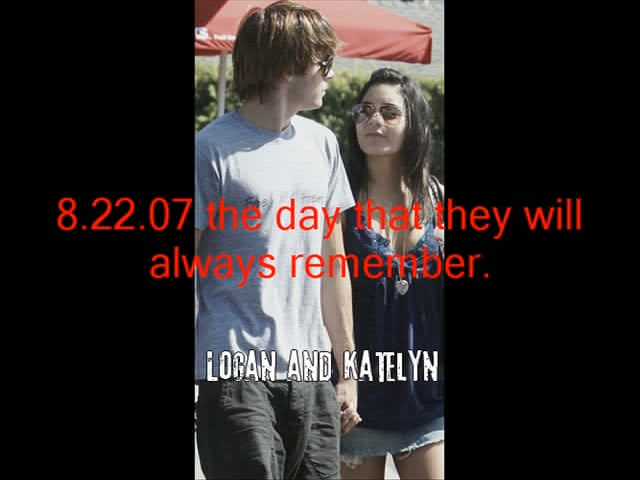 8.22.07 the day that they will
always remember.
LOGAN AND KATELYN